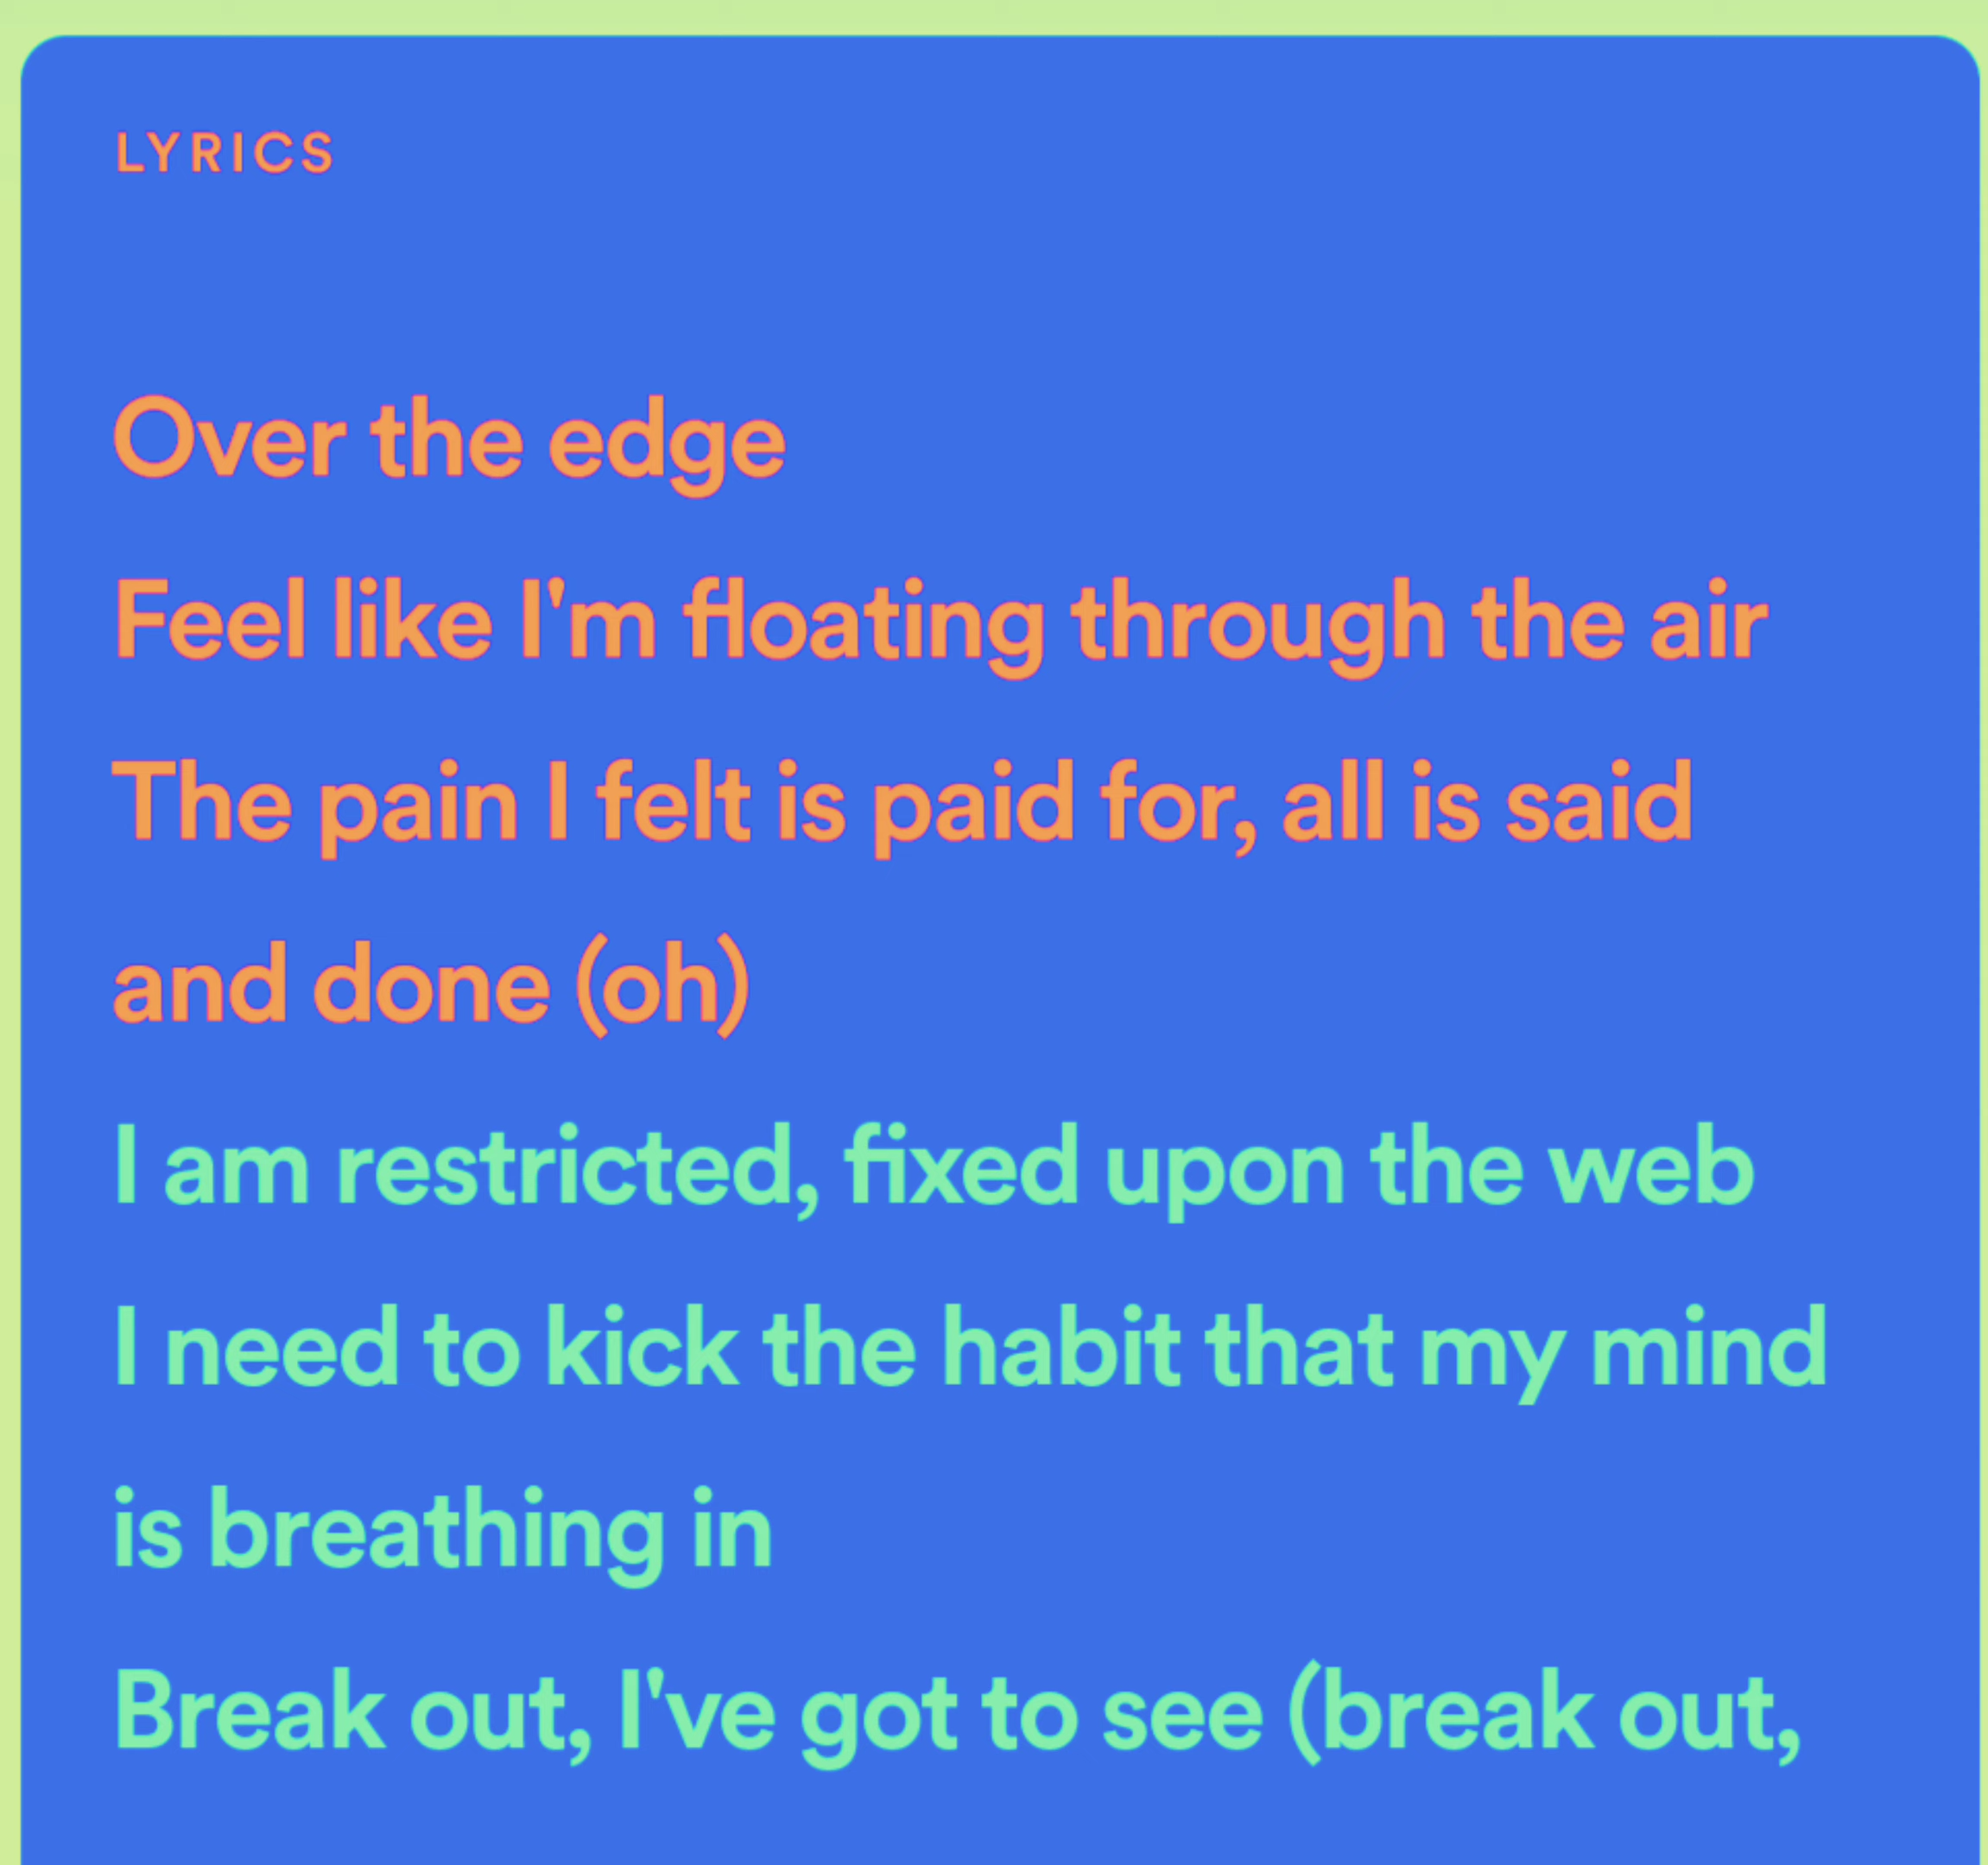 LYRICS
Over the edge
Feel like I'm floating through the air
The pain I felt is paid for, all is said
and done (oh)
I am restricted, fixed upon the web
I need to kick the habit that my mind
is breathing in
Break out, I've got to see (break out,